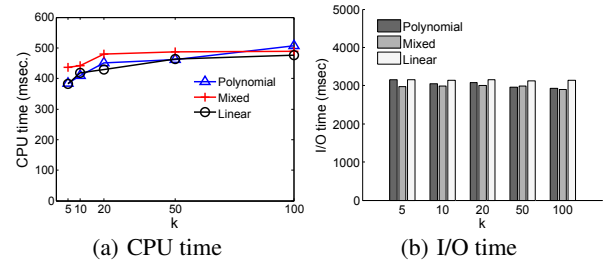 600
500
400
300
200
100
0
CPU time (msec.)
Polynomial
Mixed
Linear
5 10 20 50 100
k
(a) CPU time
5000
4000
3000
2000
1000
0
I/O time (msec)
Polynomial
Mixed
Linear
5 10 20 50 100
k
(b) I/O time